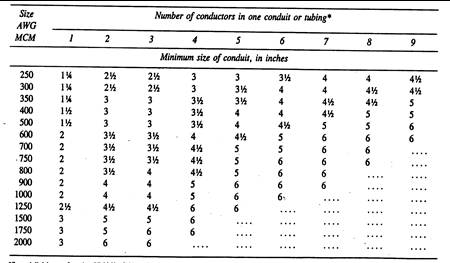 Size Number of conductors in one conduit or tubing*
AWG
MCM 1 2 3 4 5 6 7 8 9
Minimum size of conduit, in inches
250 1¼ 2½ 2½ 3 3 3½ 4 4 4½
300 1¼ 2½ 2½ 3 3½ 4 4 4½ 4½
350 1¼ 3 3 3½ 3½ 4 4½ 4½ 5
400 1½ 3 3 3½ 4 4 4½ 5 5
500 1½ 3 3 3½ 4 4½ 5 5 6
600 2 3½ 3½ 4 4½ 5 6 6 6
700 2 3½ 3½ 4½ 5 5 6 6 ....
750 2 3½ 3½ 4½ 5 6 6 6 ....
800 2 3½ 4 4½ 5 6 6 .... ....
900 2 4 4 5 6 6 6 .... ....
1000 2 4 4 5 6 6 .... .... ....
1250 2½ 4½ 4½ 6 6 .... .... .... ....
1500 3 5 5 6 .... .... .... .... ....
1750 3 5 6 6 .... .... .... .... ....
2000 3 6 6 .... .... .... .... .... ....